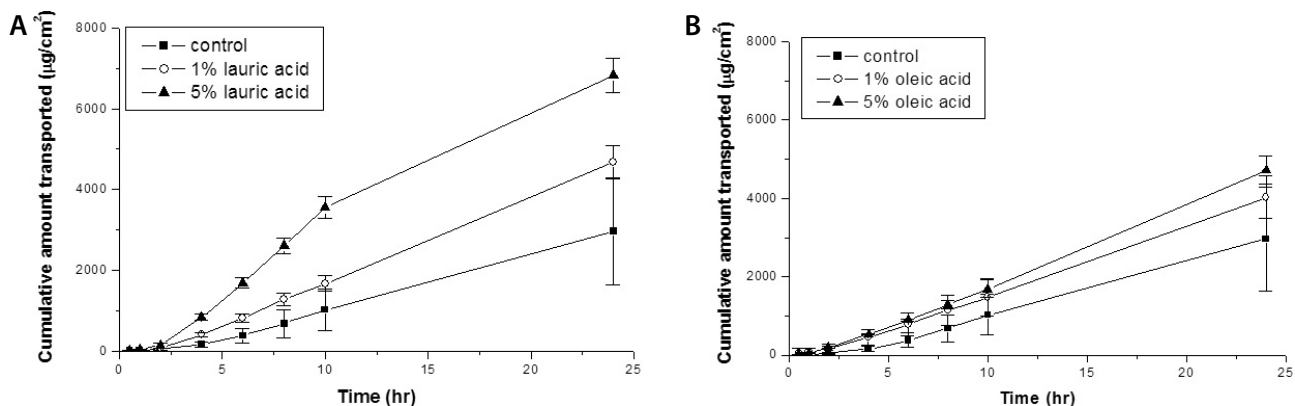 A
Cumulative amount transported (μg/cm²)
8000
6000
4000
2000
0
control
1% lauric acid
5% lauric acid
0 5 10 15 20 25
Time (hr)
B
Cumulative amount transported (μg/cm²)
8000
6000
4000
2000
0
control
1% oleic acid
5% oleic acid
0 5 10 15 20 25
Time (hr)